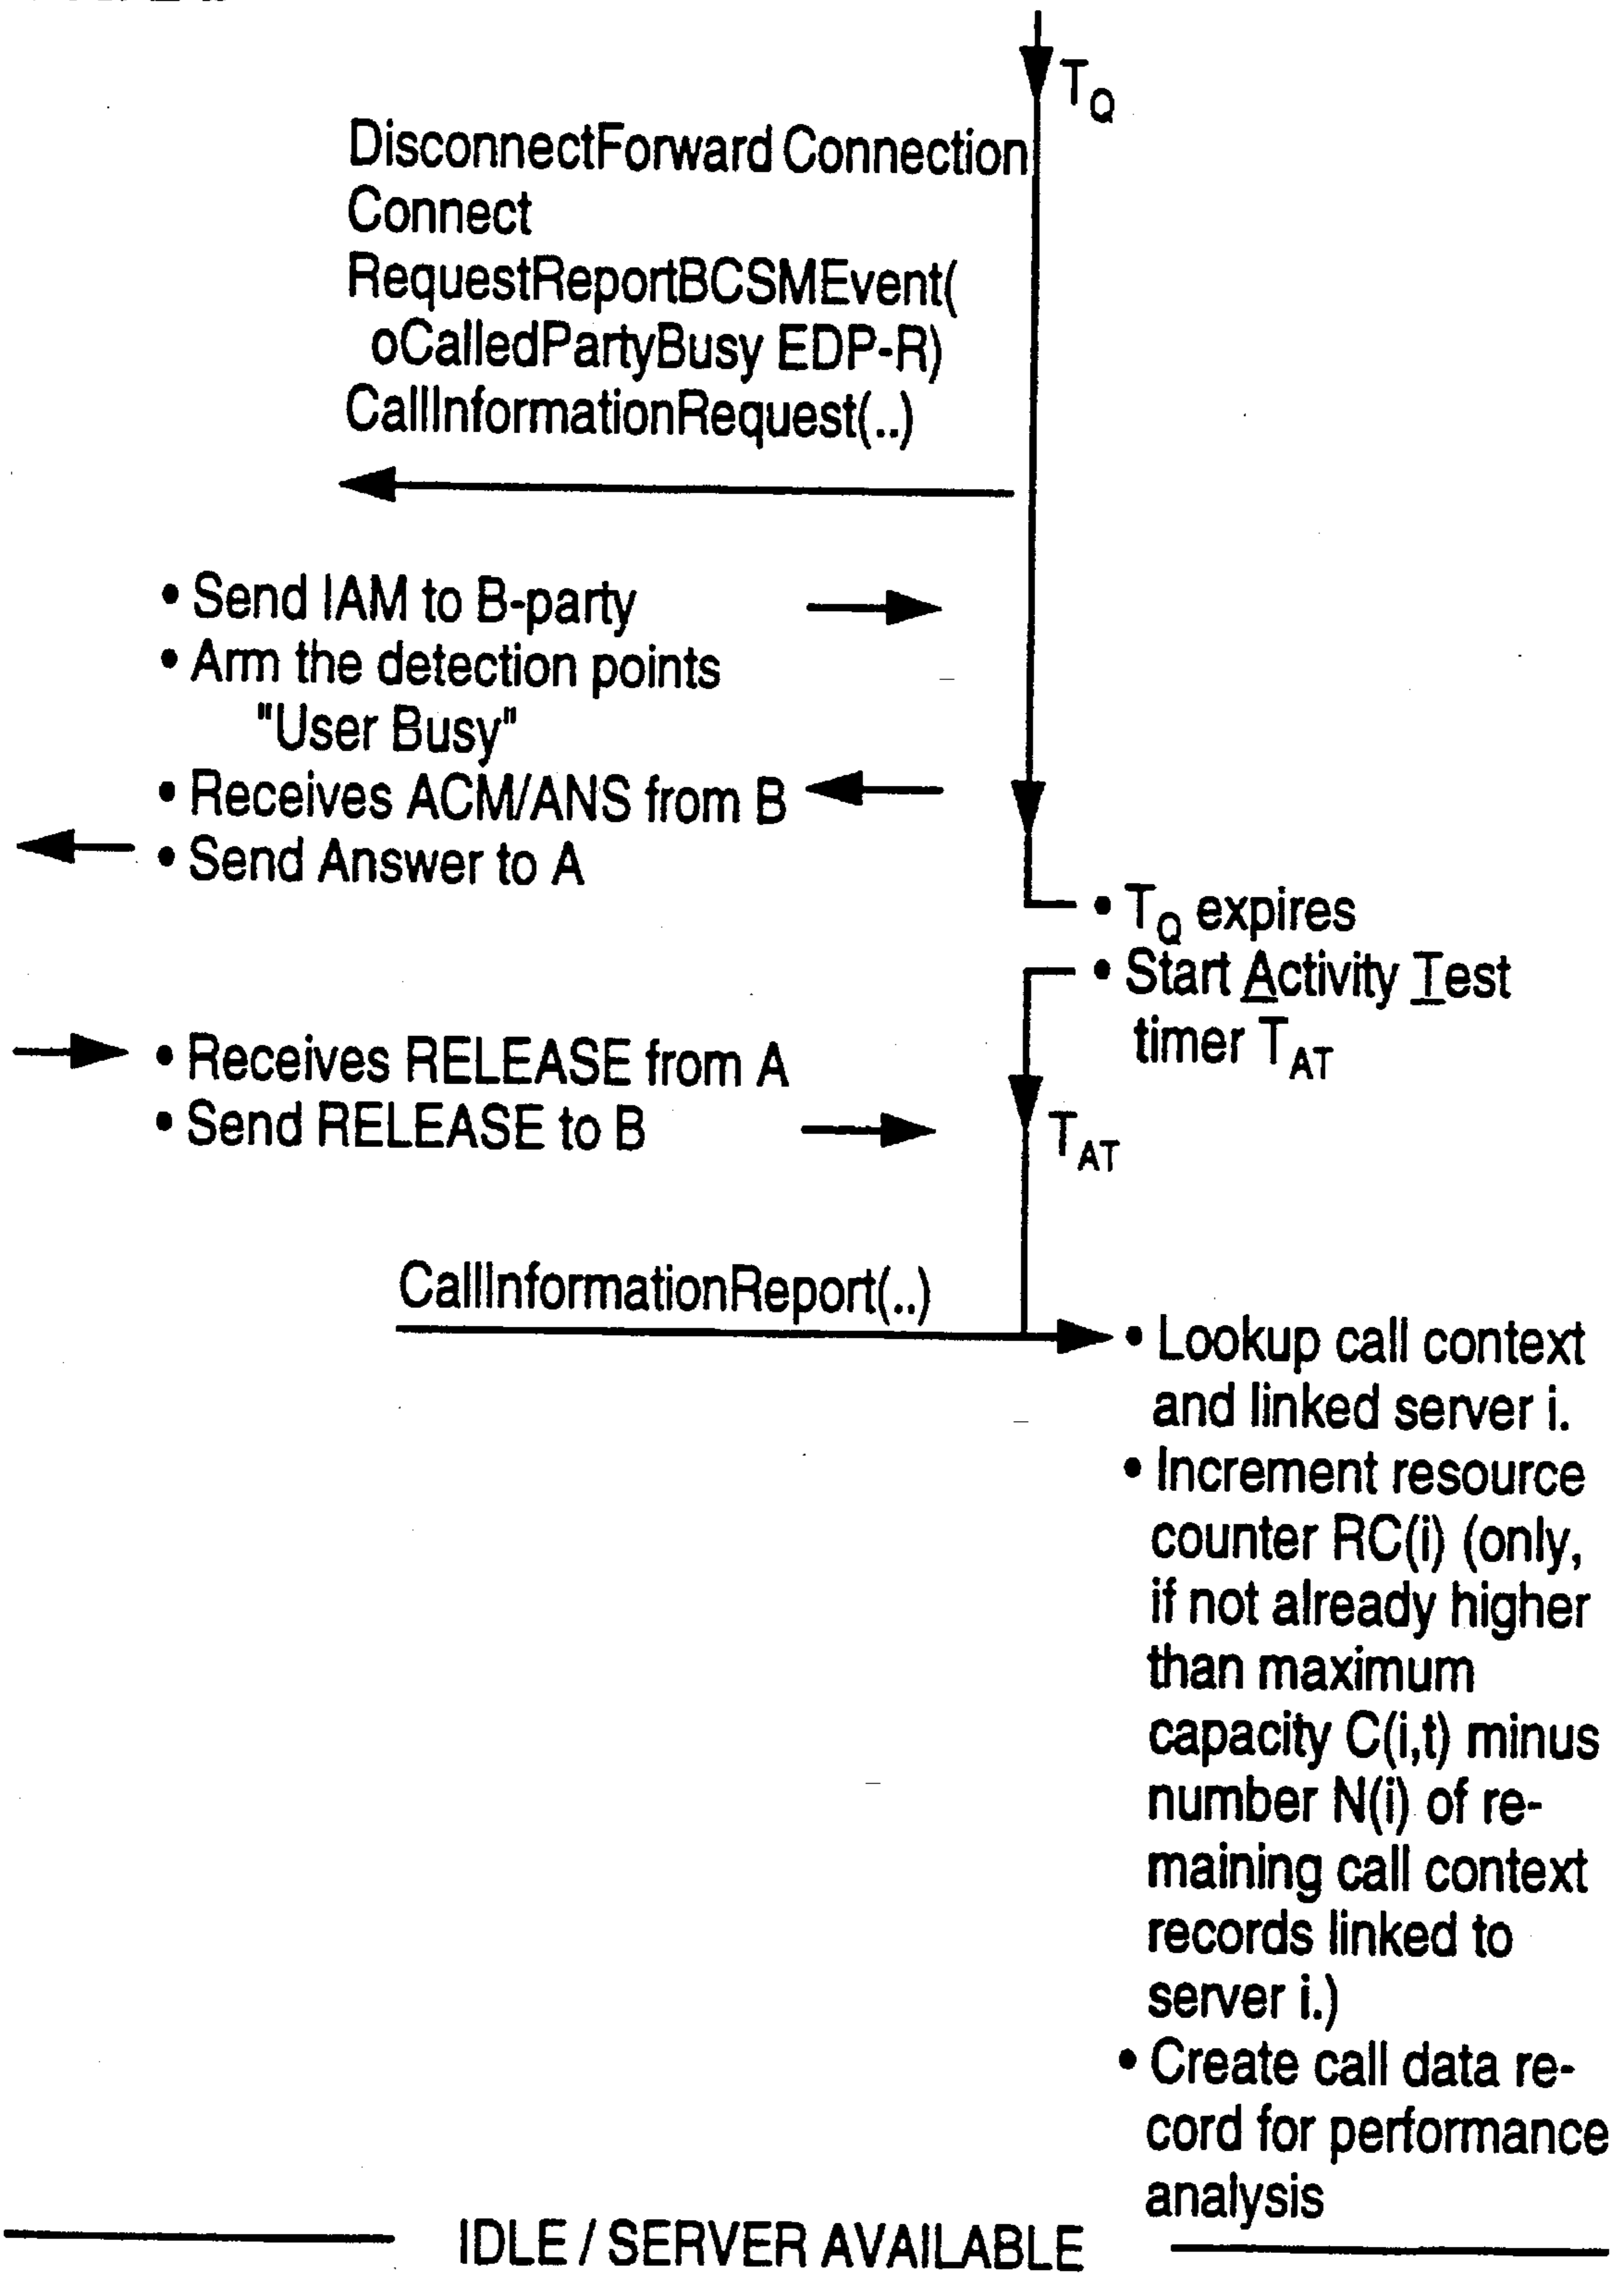 T_Q
DisconnectForward Connection
Connect
RequestReportBCSMEvent(
oCalledPartyBusy EDP-R)
CallInformationRequest(..)
• Send IAM to B-party
• Arm the detection points
"User Busy"
• Receives ACM/ANS from B
• Send Answer to A
• T_Q expires
• Start Activity Test
timer T_AT
• Receives RELEASE from A
• Send RELEASE to B
T_AT
CallInformationReport(..)
• Lookup call context
and linked server i.
• Increment resource
counter RC(i) (only,
if not already higher
than maximum
capacity C(i,t) minus
number N(i) of re-
maining call context
records linked to
server i.)
• Create call data re-
cord for performance
analysis
IDLE / SERVER AVAILABLE